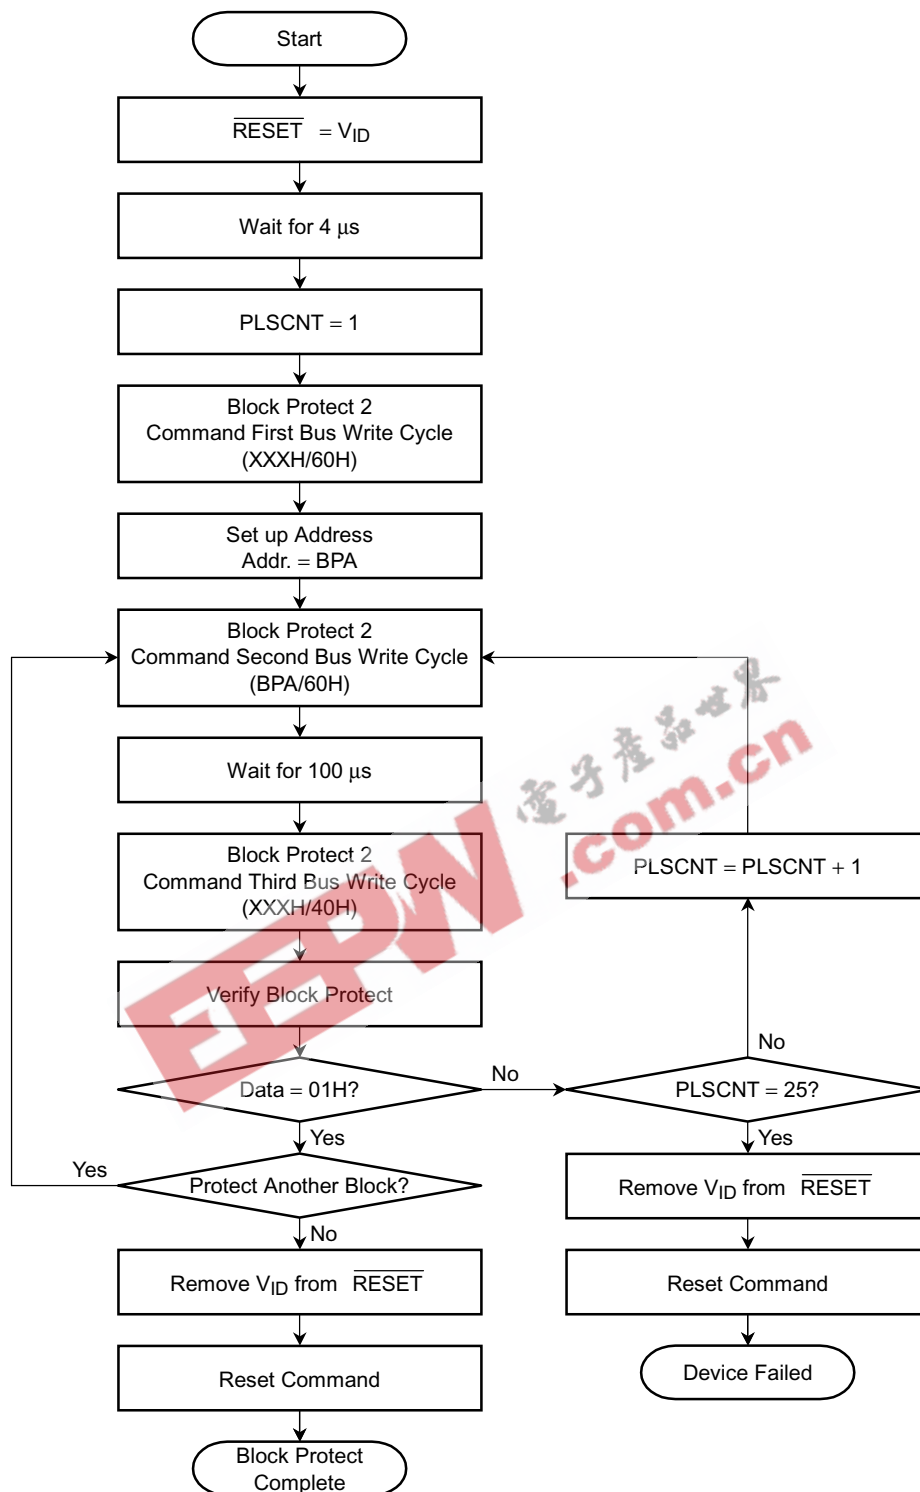 Start
RESET = VID
Wait for 4 μs
PLSCNT = 1
Block Protect 2
Command First Bus Write Cycle
(XXXH/60H)
Set up Address
Addr. = BPA
Block Protect 2
Command Second Bus Write Cycle
(BPA/60H)
Wait for 100 μs
Block Protect 2
Command Third Bus Write Cycle
(XXXH/40H)
Verify Block Protect
Data = 01H?
No
Yes
Protect Another Block?
Yes
No
Remove VID from RESET
Reset Command
Block Protect
Complete
PLSCNT = PLSCNT + 1
No
PLSCNT = 25?
Yes
Remove VID from RESET
Reset Command
Device Failed
EEPW
.com.cn
電子產品世界